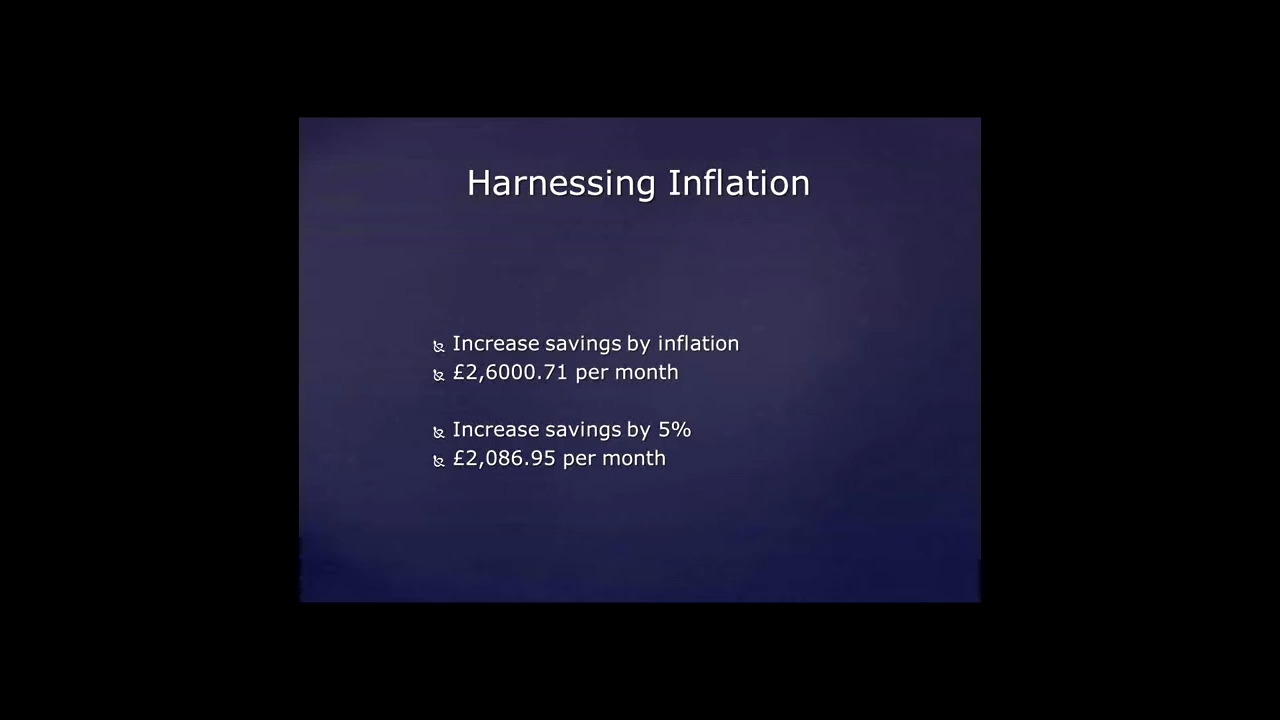 Harnessing Inflation
Increase savings by inflation
£2,6000.71 per month
Increase savings by 5%
£2,086.95 per month